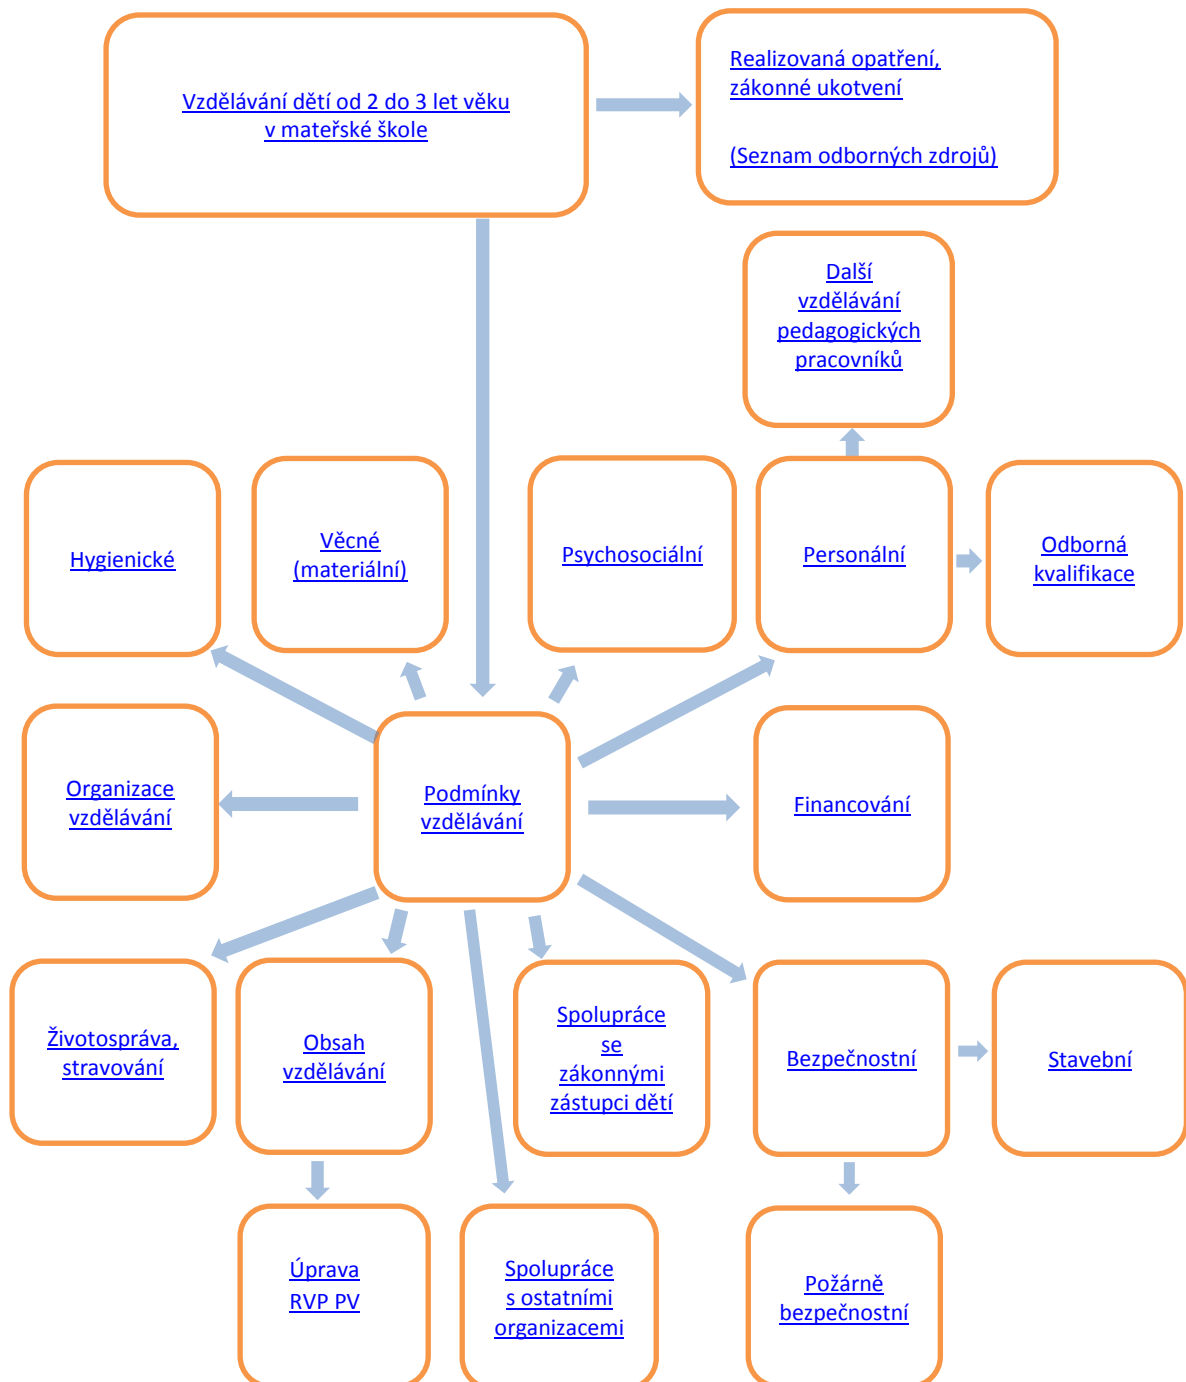 Vzdělávání dětí od 2 do 3 let věku
v mateřské škole
Realizovaná opatření,
zákonné ukotvení
(Seznam odborných zdrojů)
Další
vzdělávání
pedagogických
pracovníků
Hygienické
Věcné
(materiální)
Psychosociální
Personální
Odborná
kvalifikace
Organizace
vzdělávání
Podmínky
vzdělávání
Financování
Životospráva,
stravování
Obsah
vzdělávání
Spolupráce
se
zákonnými
zástupci dětí
Bezpečnostní
Stavební
Úprava
RVP PV
Spolupráce
s ostatními
organizacemi
Požárně
bezpečnostní